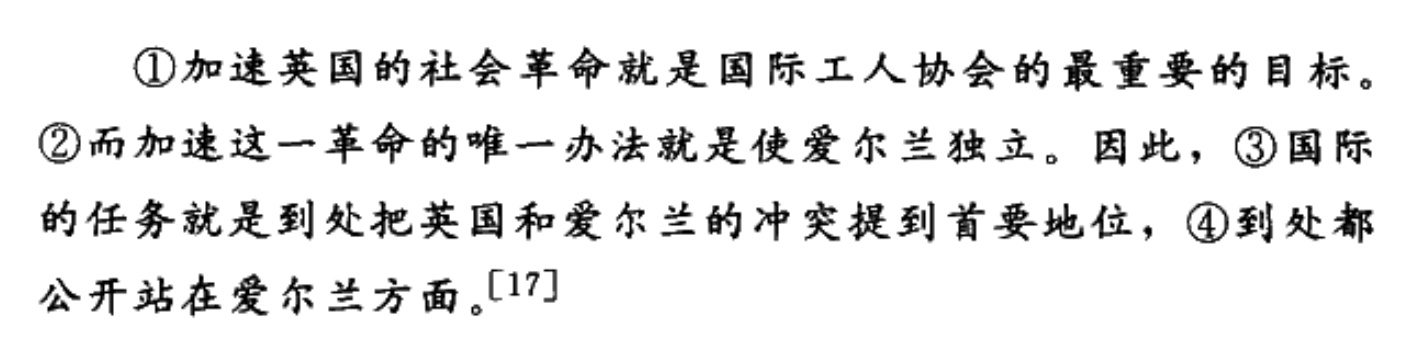 ①加速英国的社会革命就是国际工人协会的最重要的目标。
②而加速这一革命的唯一办法就是使爱尔兰独立。因此，③国际
的任务就是到处把英国和爱尔兰的冲突提到首要地位，④到处都
公开站在爱尔兰方面。[17]